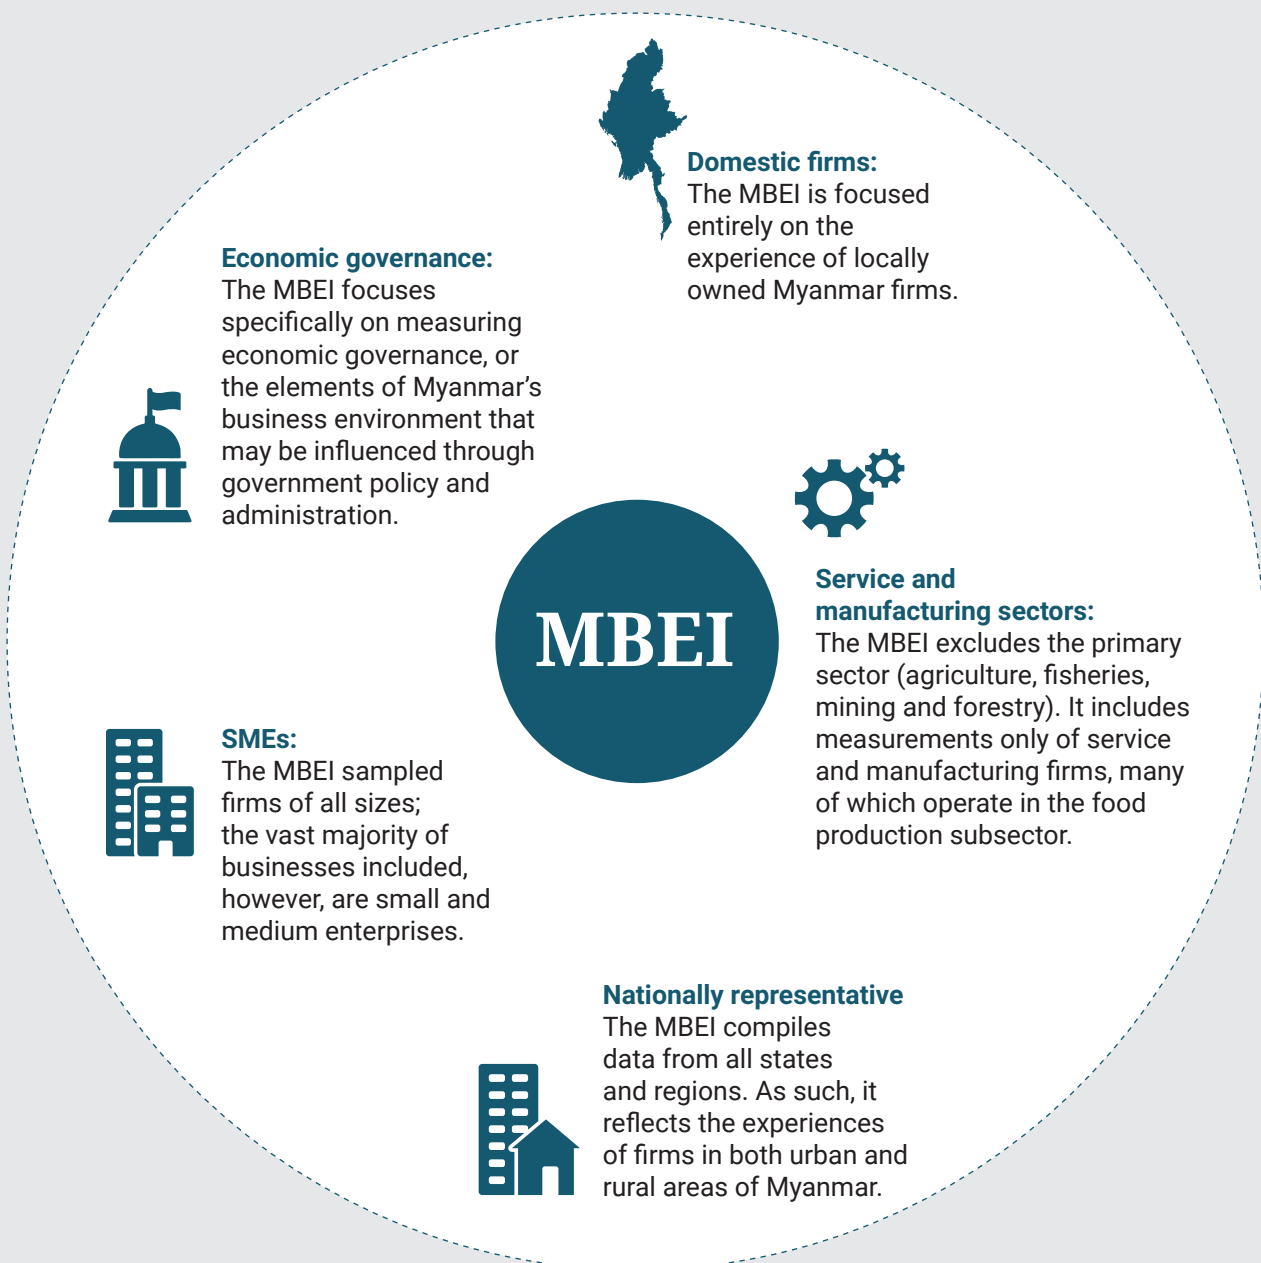 Domestic firms:
The MBEI is focused
entirely on the
experience of locally
owned Myanmar firms.
Economic governance:
The MBEI focuses
specifically on measuring
economic governance, or
the elements of Myanmar’s
business environment that
may be influenced through
government policy and
administration.
MBEI
Service and
manufacturing sectors:
The MBEI excludes the primary
sector (agriculture, fisheries,
mining and forestry). It includes
measurements only of service
and manufacturing firms, many
of which operate in the food
production subsector.
SMEs:
The MBEI sampled
firms of all sizes;
the vast majority of
businesses included,
however, are small and
medium enterprises.
Nationally representative
The MBEI compiles
data from all states
and regions. As such, it
reflects the experiences
of firms in both urban and
rural areas of Myanmar.